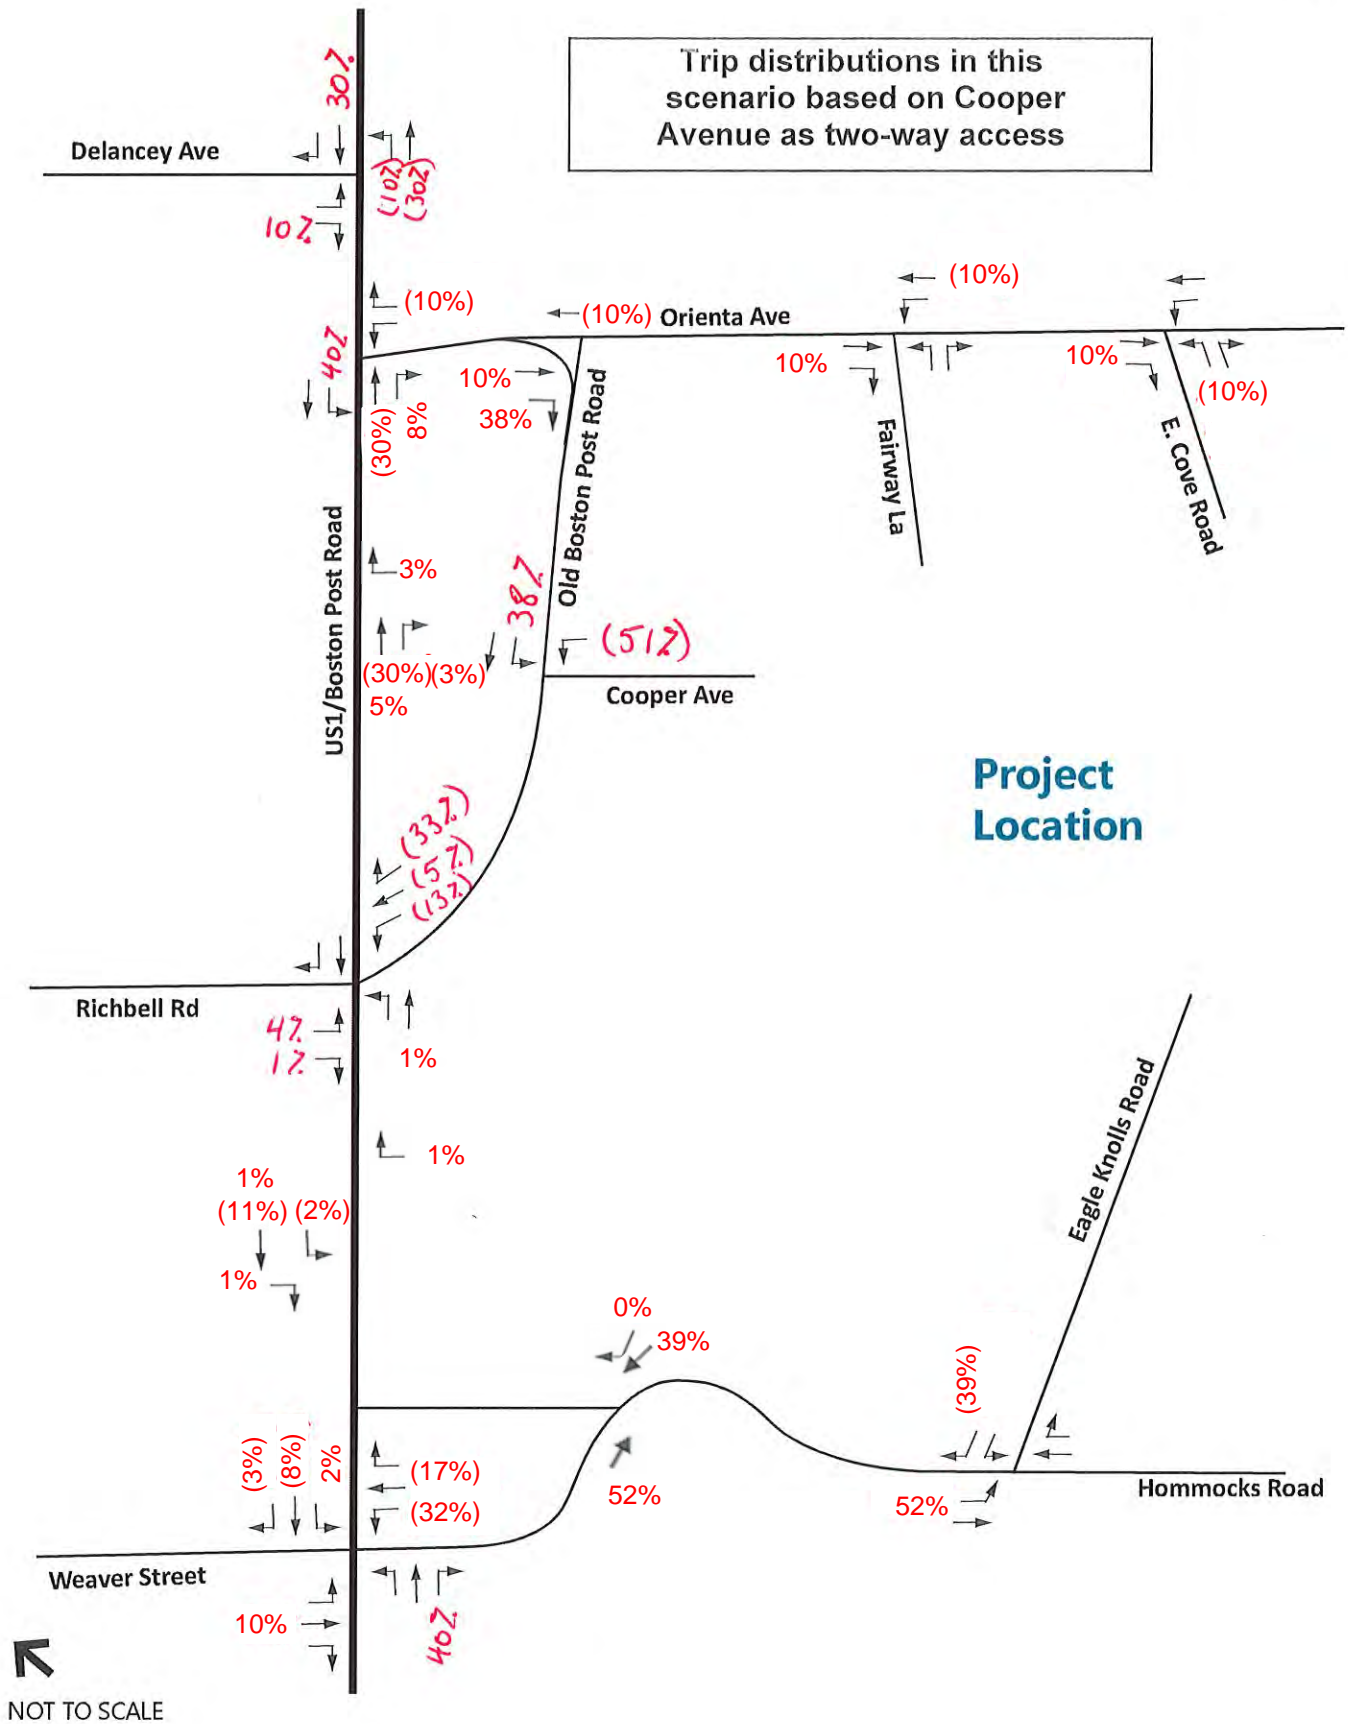 Trip distributions in this
scenario based on Cooper
Avenue as two-way access
30%
Delancey Ave
(10%)
(30%)
10%
(10%)
(10%)
(10%)
Orienta Ave
40%
10%
10%
10%
(30%)
8%
38%
(10%)
Old Boston Post Road
Fairway La
E. Cove Road
US1/Boston Post Road
3%
38%
(51%)
(30%)
(3%)
5%
Cooper Ave
Project
Location
(33%)
(5%)
(13%)
Richbell Rd
4%
1%
1%
1%
Eagle Knolls Road
1%
(11%)
(2%)
1%
0%
39%
(39%)
(3%)
(8%)
2%
(17%)
(32%)
52%
52%
Hommocks Road
Weaver Street
10%
40%
NOT TO SCALE